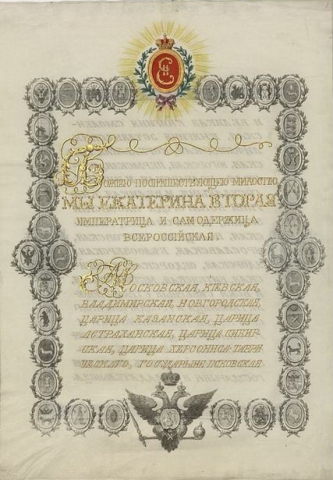 Божіею поспѣшествующею милостію
МЫ ЕКАТЕРИНА ВТОРАЯ
ИМПЕРАТРИЦА И САМОДЕРЖИЦА
ВСЕРОССІЙСКАЯ
МОСКОВСКАЯ, КІЕВСКАЯ,
ВЛАДИМИРСКАЯ, НОВГОРОДСКАЯ,
ЦАРИЦА КАЗАНСКАЯ, ЦАРИЦА
АСТРАХАНСКАЯ, ЦАРИЦА СИБИР-
СКАЯ, ЦАРИЦА ХЕРСОНИСА-ТАВРИ-
ЧЕСКАГО, ГОСУДАРЫНЯ ПСКОВСКАЯ